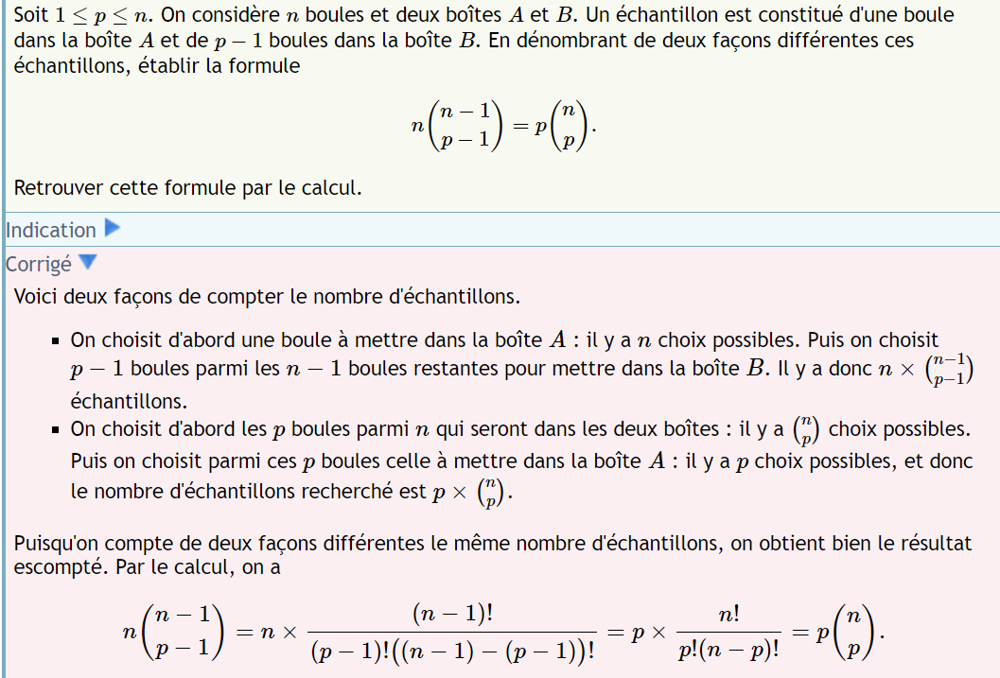 Soit 1 ≤ p ≤ n. On considère n boules et deux boîtes A et B. Un échantillon est constitué d'une boule
dans la boîte A et de p − 1 boules dans la boîte B. En dénombrant de deux façons différentes ces
échantillons, établir la formule
n\binom{n − 1}{p − 1} = p\binom{n}{p}.
Retrouver cette formule par le calcul.
Indication
Corrigé
Voici deux façons de compter le nombre d'échantillons.
▪ On choisit d'abord une boule à mettre dans la boîte A : il y a n choix possibles. Puis on choisit
p − 1 boules parmi les n − 1 boules restantes pour mettre dans la boîte B. Il y a donc n × \binom{n−1}{p−1}
échantillons.
▪ On choisit d'abord les p boules parmi n qui seront dans les deux boîtes : il y a \binom{n}{p} choix possibles.
Puis on choisit parmi ces p boules celle à mettre dans la boîte A : il y a p choix possibles, et donc
le nombre d'échantillons recherché est p × \binom{n}{p}.
Puisqu'on compte de deux façons différentes le même nombre d'échantillons, on obtient bien le résultat
escompté. Par le calcul, on a
n\binom{n − 1}{p − 1} = n × \frac{(n − 1)!}{(p − 1)!((n − 1) − (p − 1))!} = p × \frac{n!}{p!(n − p)!} = p\binom{n}{p}.